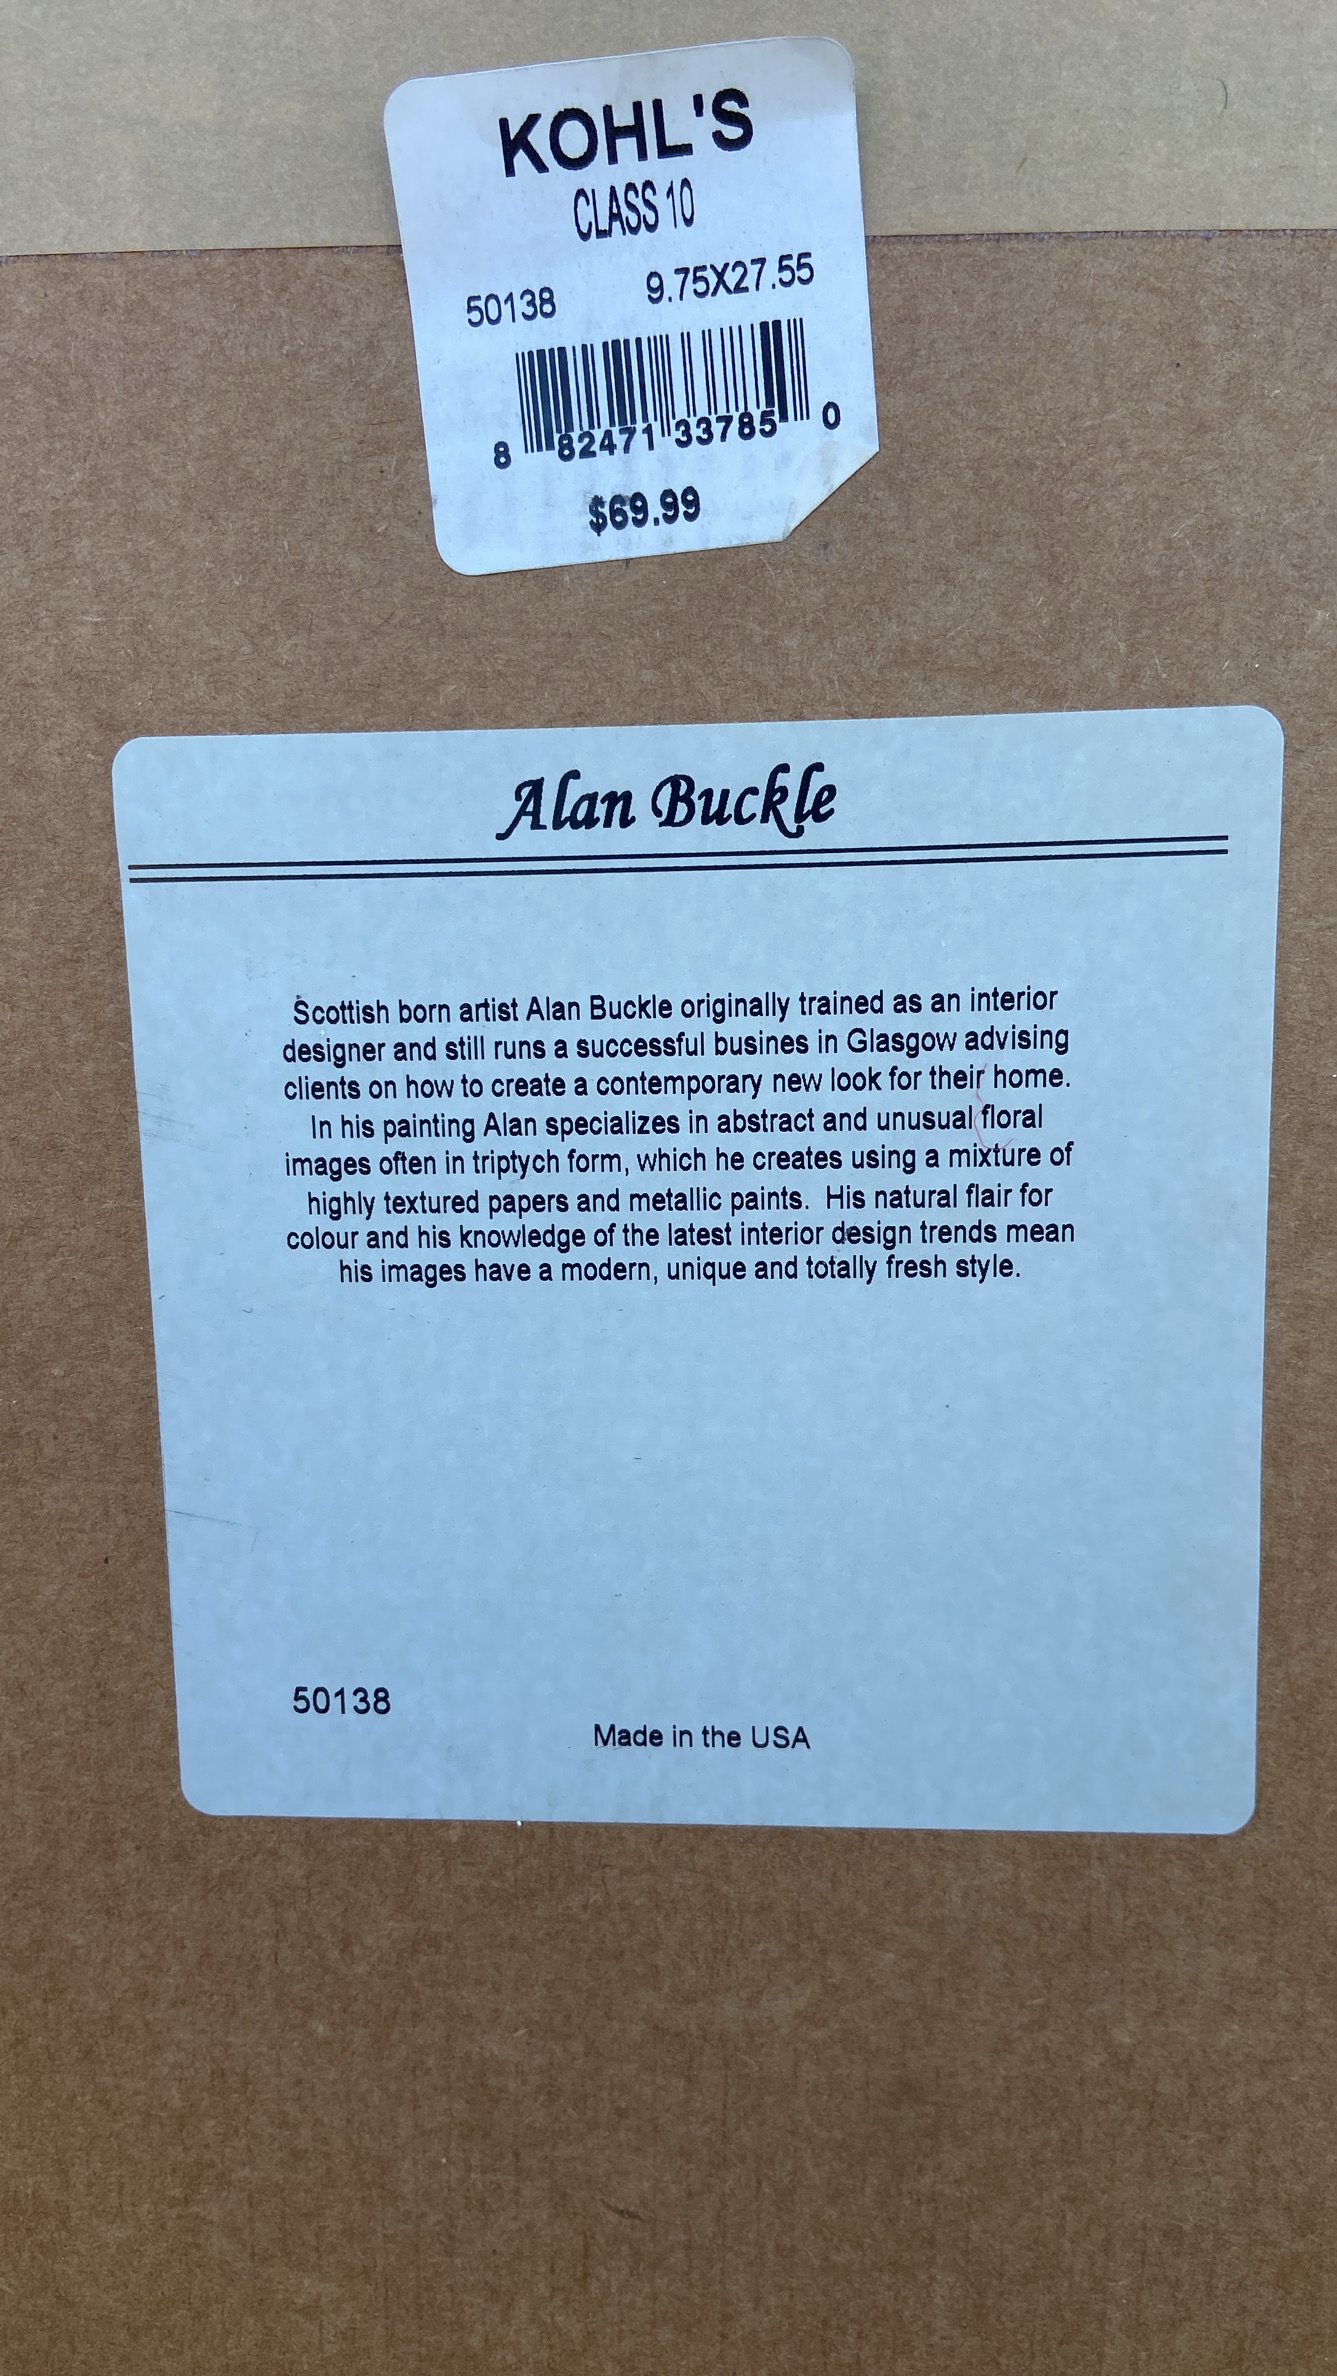 KOHL'S
CLASS 10
50138 9.75X27.55
8 82471 33785 0
$69.99
Alan Buckle
Scottish born artist Alan Buckle originally trained as an interior
designer and still runs a successful busines in Glasgow advising
clients on how to create a contemporary new look for their home.
In his painting Alan specializes in abstract and unusual floral
images often in triptych form, which he creates using a mixture of
highly textured papers and metallic paints.  His natural flair for
colour and his knowledge of the latest interior design trends mean
his images have a modern, unique and totally fresh style.
50138
Made in the USA